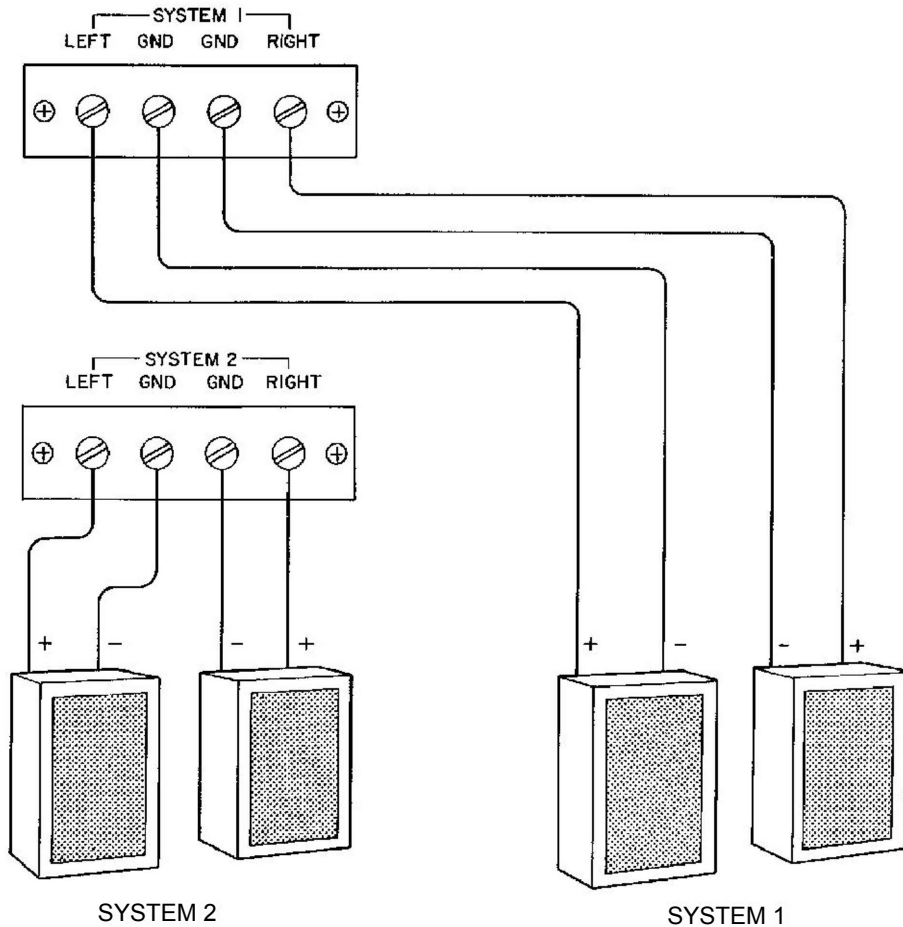 SYSTEM 1
LEFT GND GND RIGHT
SYSTEM 2
LEFT GND GND RIGHT
+ - - +
+ - - +
SYSTEM 2
SYSTEM 1